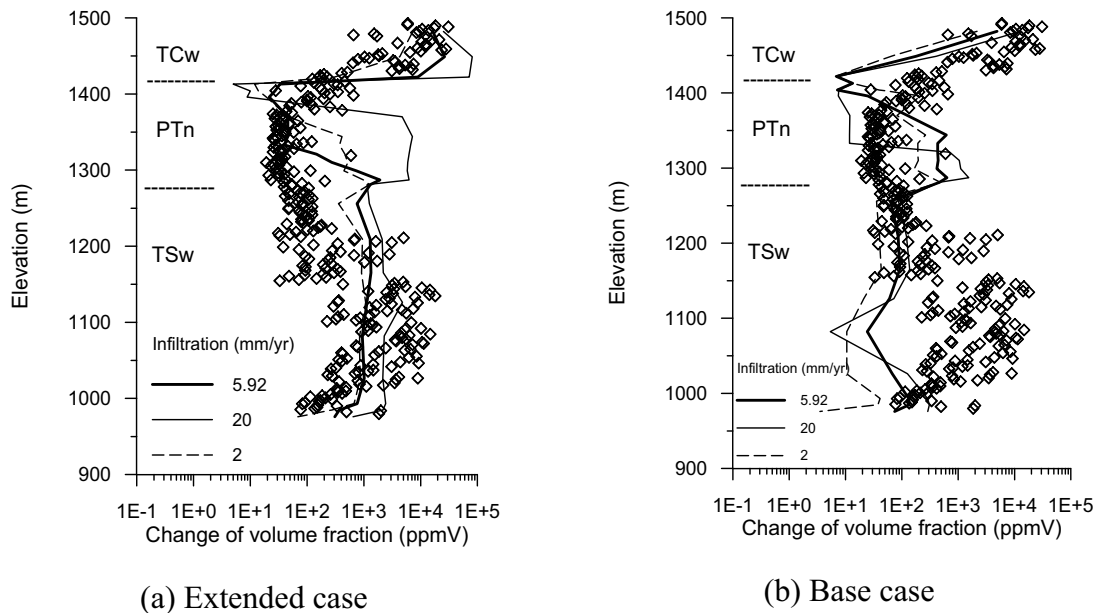 1500
1400
1300
1200
1100
1000
900
Elevation (m)
TCw
PTn
TSw
Infiltration (mm/yr)
5.92
20
2
1E-1 1E+0 1E+1 1E+2 1E+3 1E+4 1E+5
Change of volume fraction (ppmV)
(a) Extended case
1500
1400
1300
1200
1100
1000
900
Elevation (m)
TCw
PTn
TSw
Infiltration (mm/yr)
5.92
20
2
1E-1 1E+0 1E+1 1E+2 1E+3 1E+4 1E+5
Change of volume fraction (ppmV)
(b) Base case